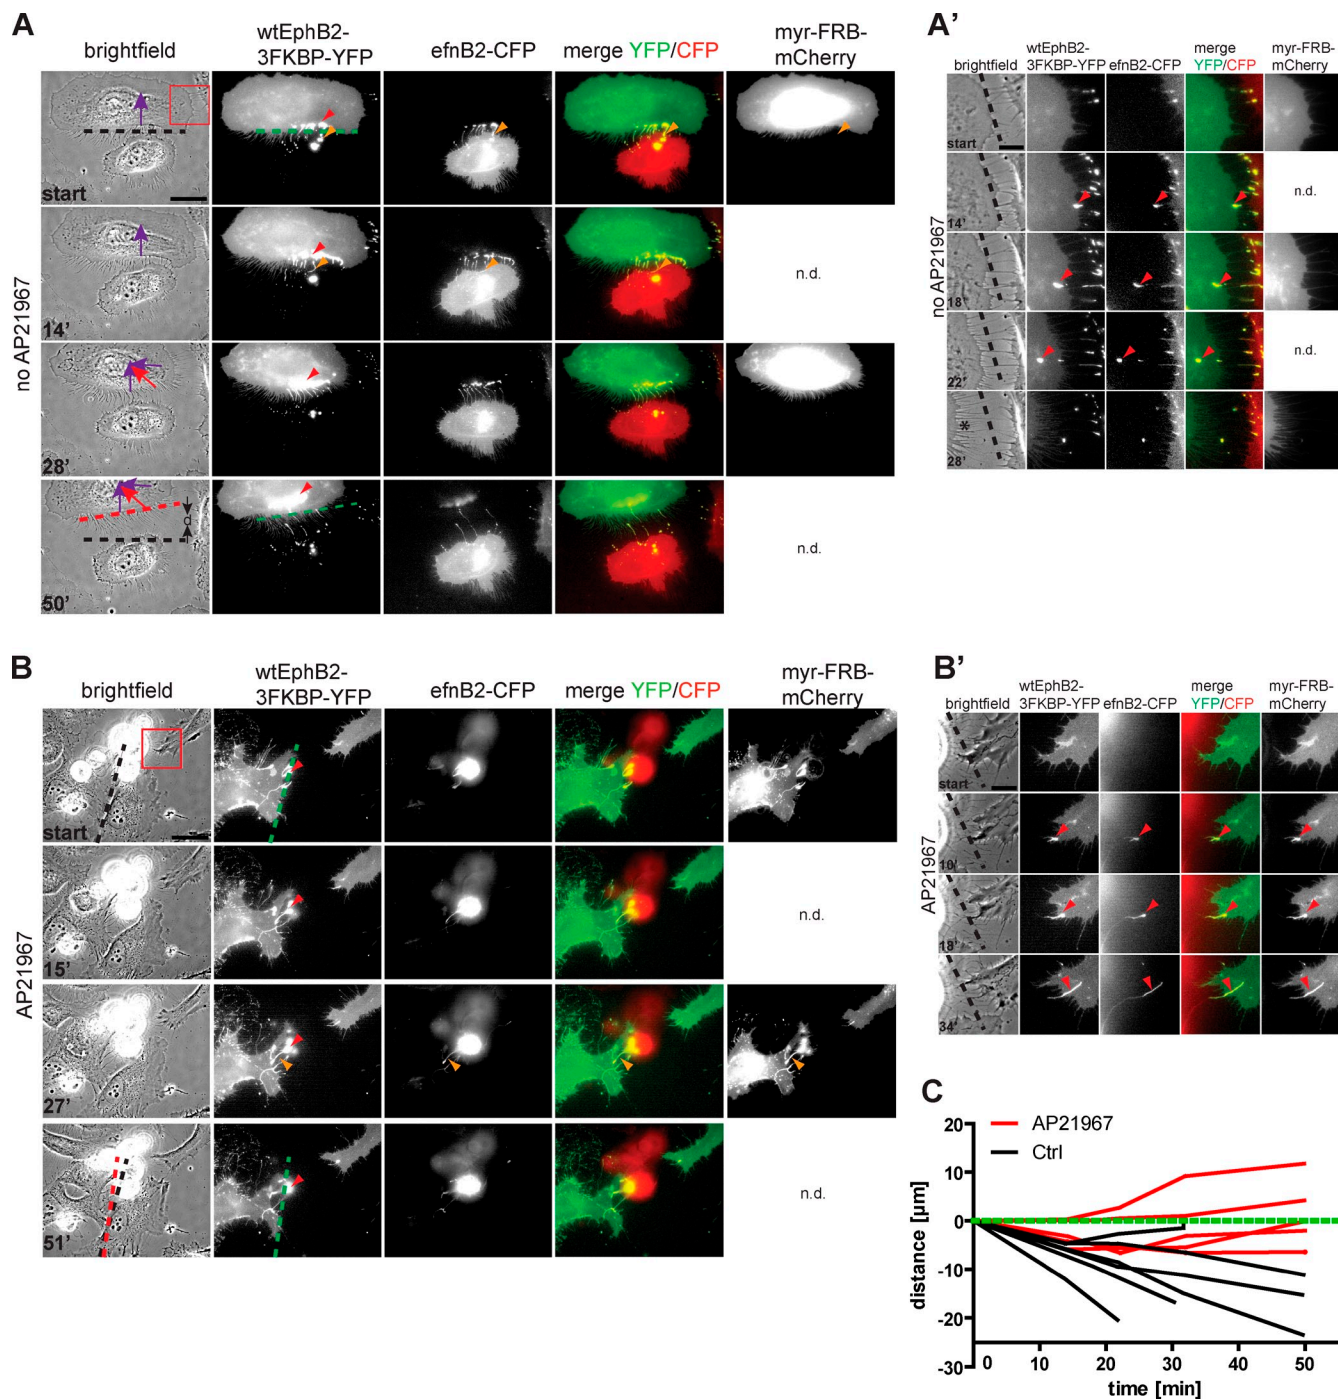 A
brightfield
wtEphB2-
3FKBP-YFP
efnB2-CFP
merge YFP/CFP
myr-FRB-
mCherry
no AP21967
start
14'
n.d.
28'
d
50'
n.d.
A'
brightfield
wtEphB2-
3FKBP-YFP
efnB2-CFP
merge
YFP/CFP
myr-FRB-
mCherry
no AP21967
start
14'
n.d.
18'
22'
n.d.
*
28'
B
brightfield
wtEphB2-
3FKBP-YFP
efnB2-CFP
merge YFP/CFP
myr-FRB-
mCherry
AP21967
start
15'
n.d.
27'
51'
n.d.
B'
brightfield
wtEphB2-
3FKBP-YFP
efnB2-CFP
merge
YFP/CFP
myr-FRB-
mCherry
AP21967
start
10'
18'
34'
C
20
10
0
-10
-20
-30
distance [µm]
AP21967
Ctrl
0 10 20 30 40 50
time [min]